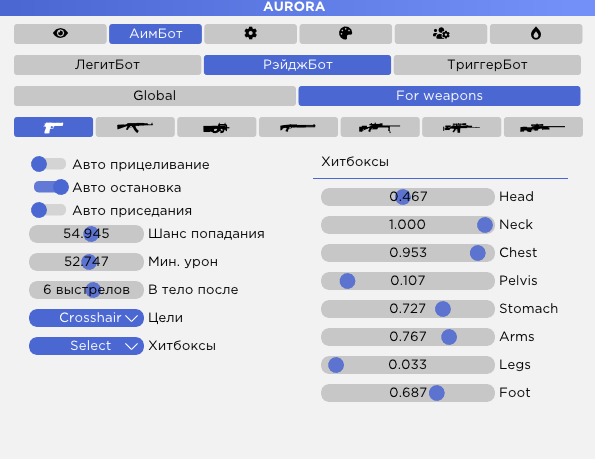 AURORA
АимБот
ЛегитБот РэйджБот ТриггерБот
Global For weapons
Авто прицеливание
Авто остановка
Авто приседания
54.945 Шанс попадания
52.747 Мин. урон
6 выстрелов В тело после
Crosshair Цели
Select Хитбоксы
Хитбоксы
0.467 Head
1.000 Neck
0.953 Chest
0.107 Pelvis
0.727 Stomach
0.767 Arms
0.033 Legs
0.687 Foot